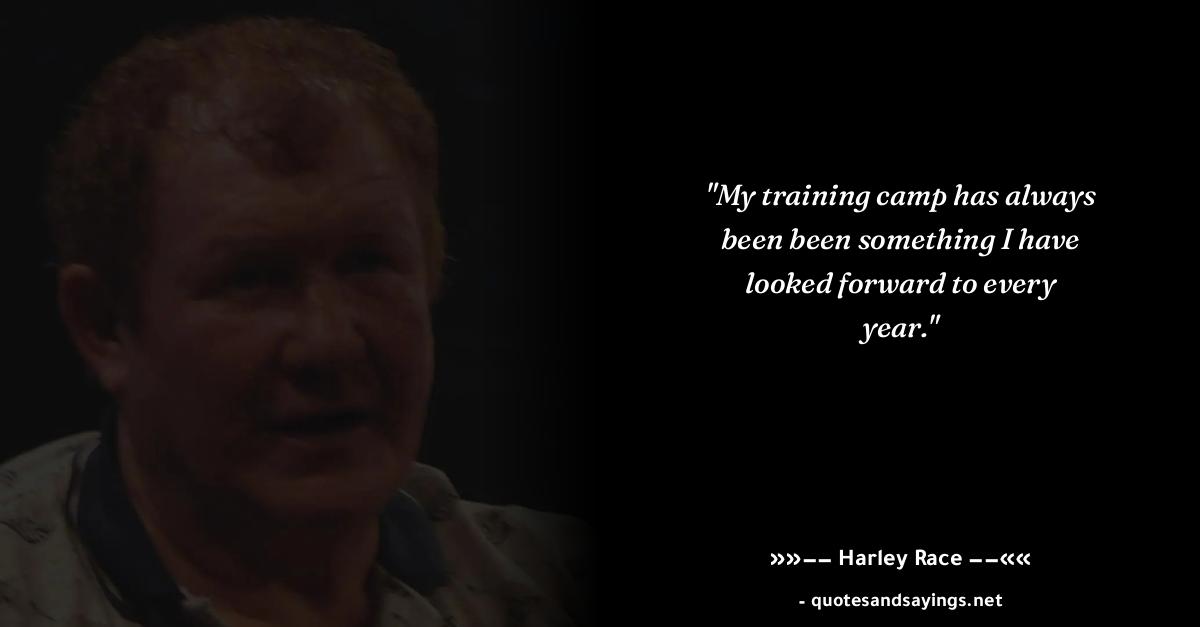 "My training camp has always
been been something I have
looked forward to every
year."
»»–– Harley Race ––««
- quotesandsayings.net